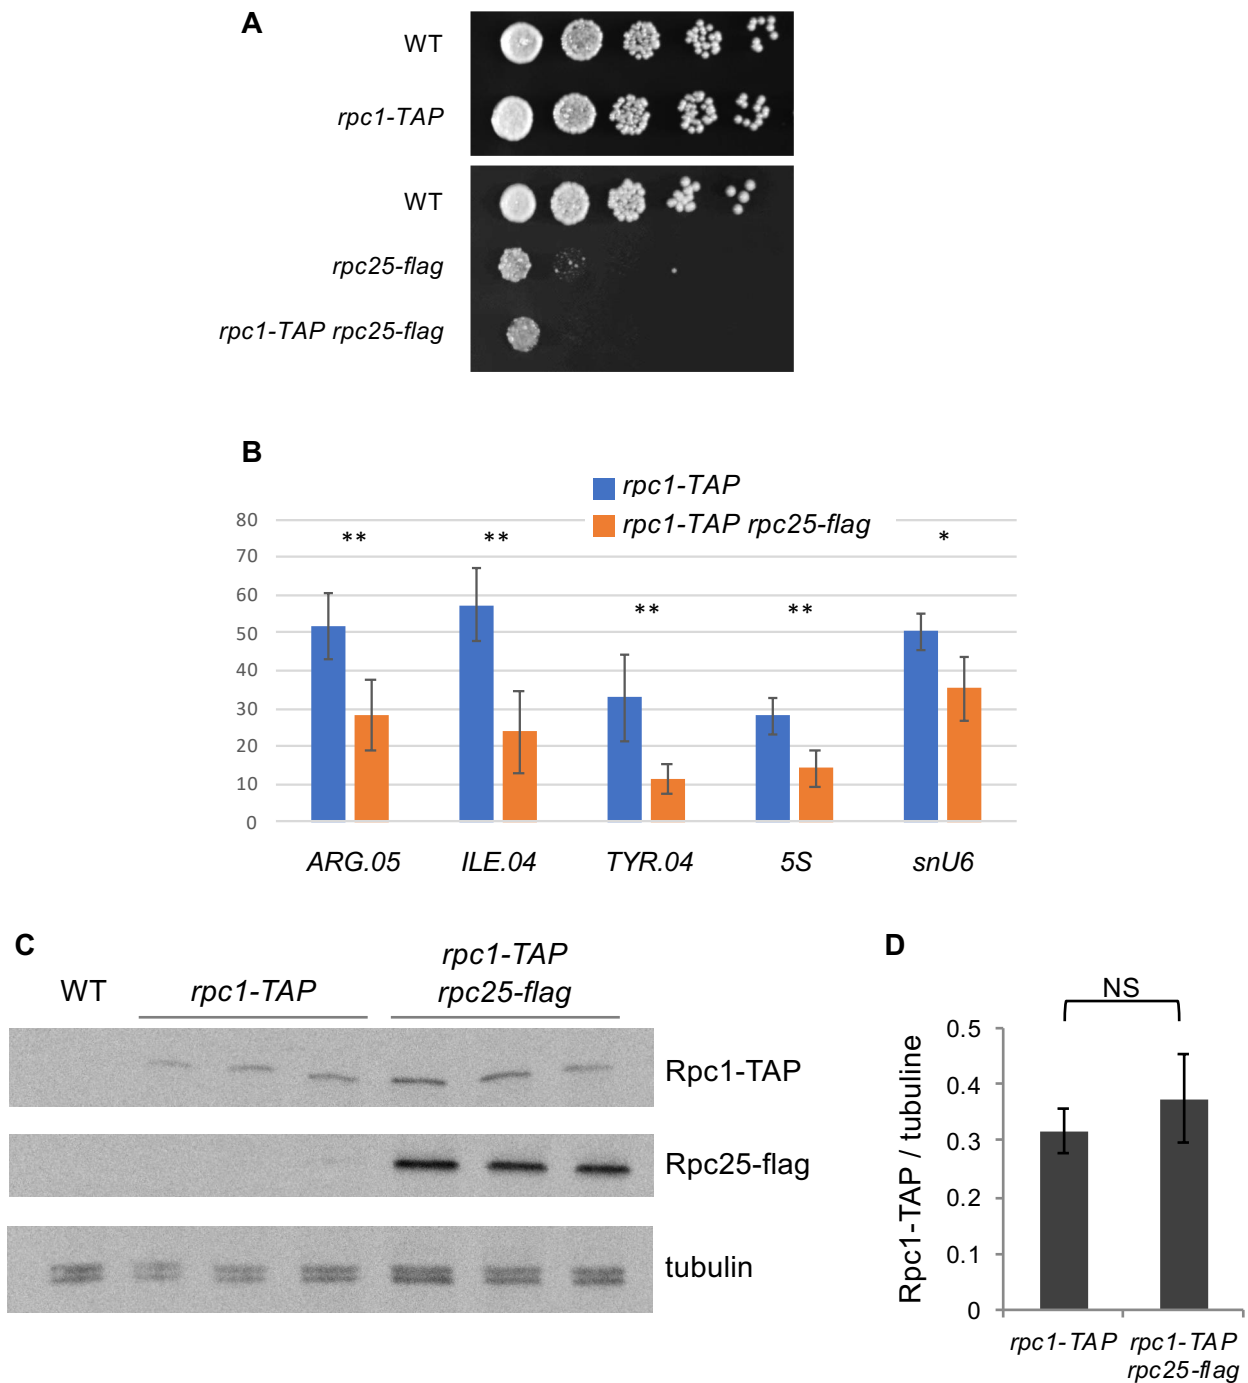 A
WT
rpc1-TAP
WT
rpc25-flag
rpc1-TAP rpc25-flag
B
rpc1-TAP
rpc1-TAP rpc25-flag
80
70
60
50
40
30
20
10
0
**
**
**
**
*
ARG.05 ILE.04 TYR.04 5S snU6
C
WT
rpc1-TAP
rpc1-TAP
rpc25-flag
Rpc1-TAP
Rpc25-flag
tubulin
D
NS
Rpc1-TAP / tubuline
0.5
0.4
0.3
0.2
0.1
0
rpc1-TAP
rpc1-TAP
rpc25-flag